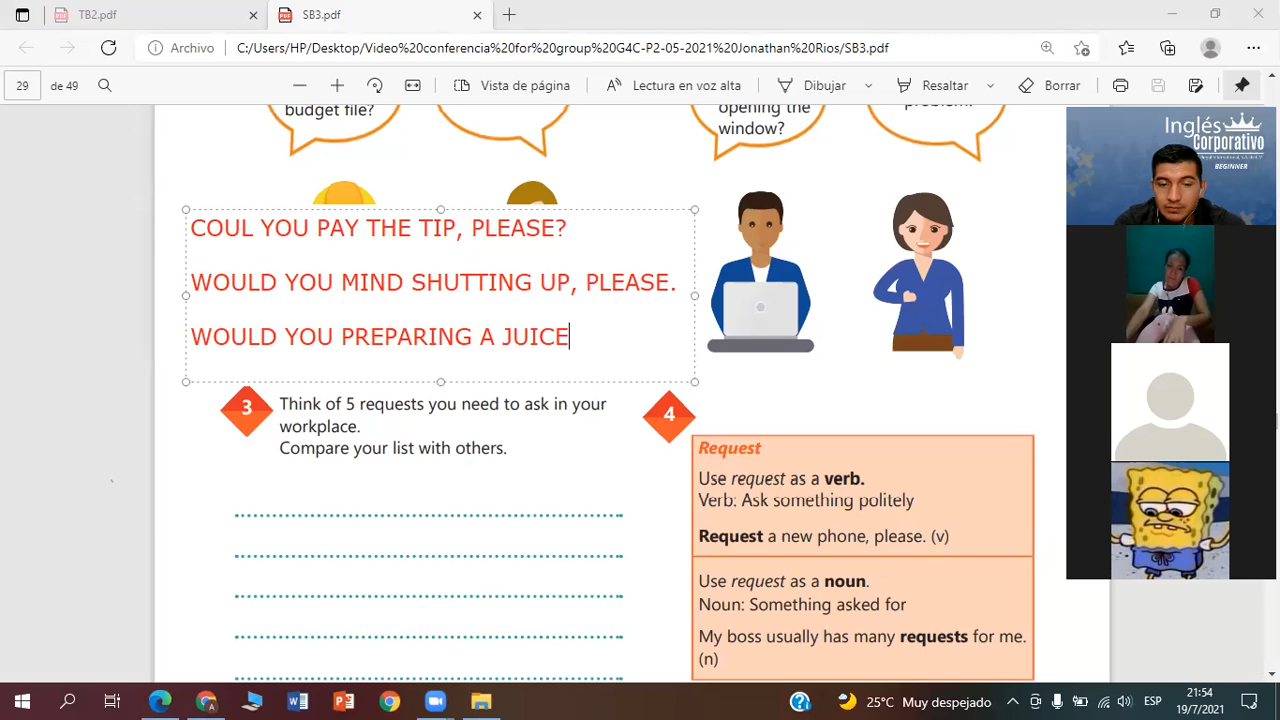 TB2.pdf
SB3.pdf
Archivo
C:/Users/HP/Desktop/Video%20conferencia%20for%20group%20G4C-P2-05-2021%20Jonathan%20Rios/SB3.pdf
29 de 49
Vista de página
Lectura en voz alta
Dibujar
Resaltar
Borrar
budget file?
opening the
window?
problem.
Inglés
Corporativo
BEGINNER
COUL YOU PAY THE TIP, PLEASE?
WOULD YOU MIND SHUTTING UP, PLEASE.
WOULD YOU PREPARING A JUICE
3
Think of 5 requests you need to ask in your
workplace.
Compare your list with others.
4
Request
Use request as a verb.
Verb: Ask something politely
Request a new phone, please. (v)
Use request as a noun.
Noun: Something asked for
My boss usually has many requests for me.
(n)
25°C Muy despejado
ESP
21:54
19/7/2021